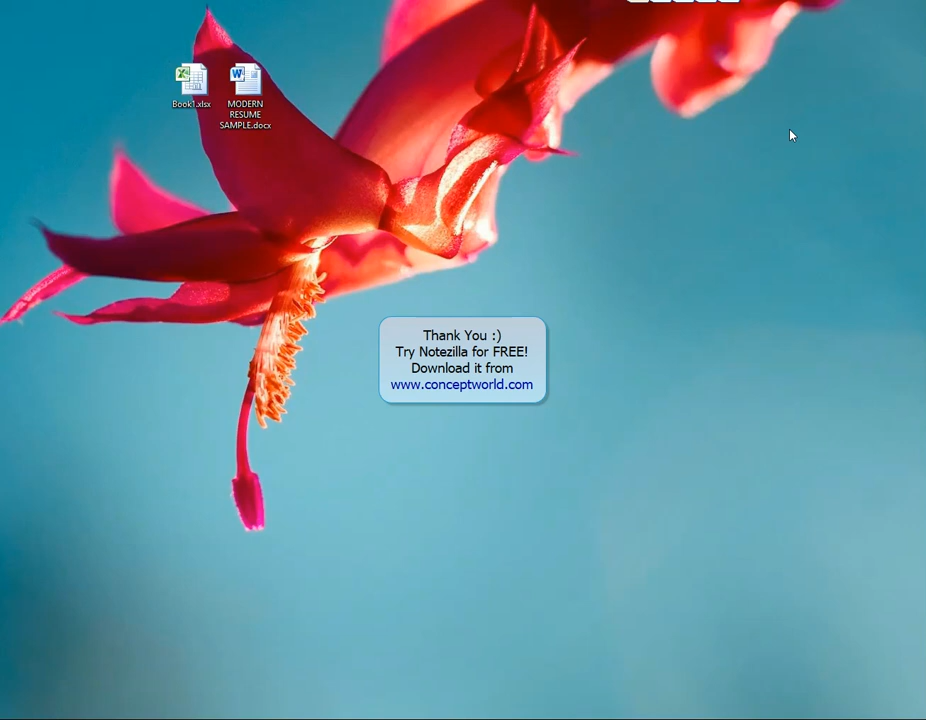 Book1.xlsx
MODERN
RESUME
SAMPLE.docx
Thank You :)
Try Notezilla for FREE!
Download it from
www.conceptworld.com